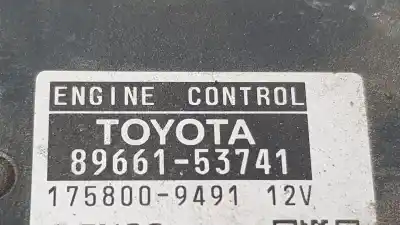 ENGINE CONTROL
TOYOTA
89661-53741
175800-9491 12V